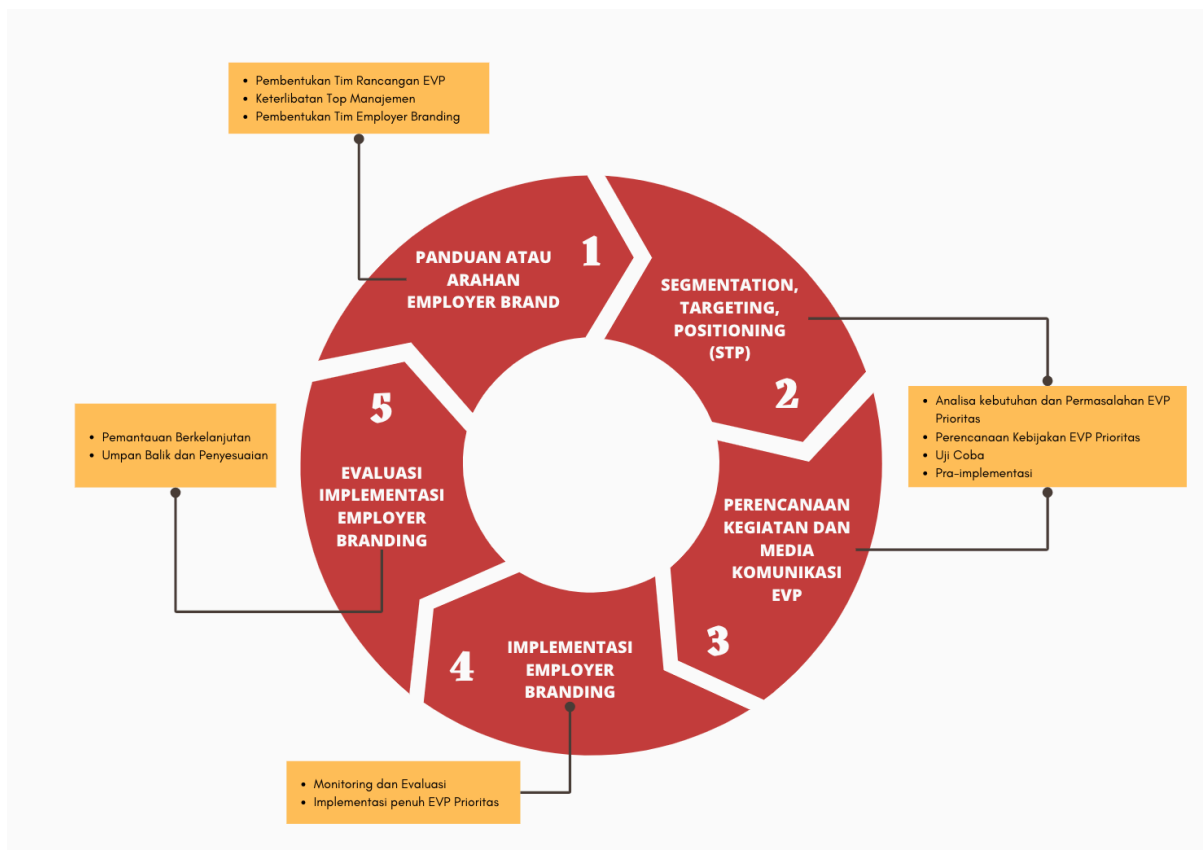 • Pembentukan Tim Rancangan EVP
• Keterlibatan Top Manajemen
• Pembentukan Tim Employer Branding
1
PANDUAN ATAU
ARAHAN
EMPLOYER BRAND
SEGMENTATION,
TARGETING,
POSITIONING
(STP)
2
• Analisa kebutuhan dan Permasalahan EVP
Prioritas
• Perencanaan Kebijakan EVP Prioritas
• Uji Coba
• Pra-implementasi
PERENCANAAN
KEGIATAN DAN
MEDIA
KOMUNIKASI
EVP
3
4
IMPLEMENTASI
EMPLOYER
BRANDING
• Monitoring dan Evaluasi
• Implementasi penuh EVP Prioritas
5
EVALUASI
IMPLEMENTASI
EMPLOYER
BRANDING
• Pemantauan Berkelanjutan
• Umpan Balik dan Penyesuaian